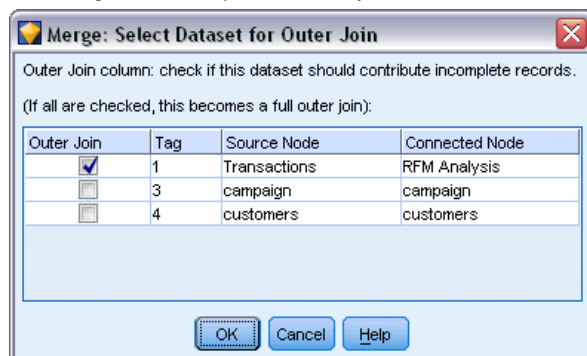 Merge: Select Dataset for Outer Join
Outer Join column: check if this dataset should contribute incomplete records.
(If all are checked, this becomes a full outer join):
Outer Join Tag Source Node Connected Node
1 Transactions RFM Analysis
3 campaign campaign
4 customers customers
OK Cancel Help